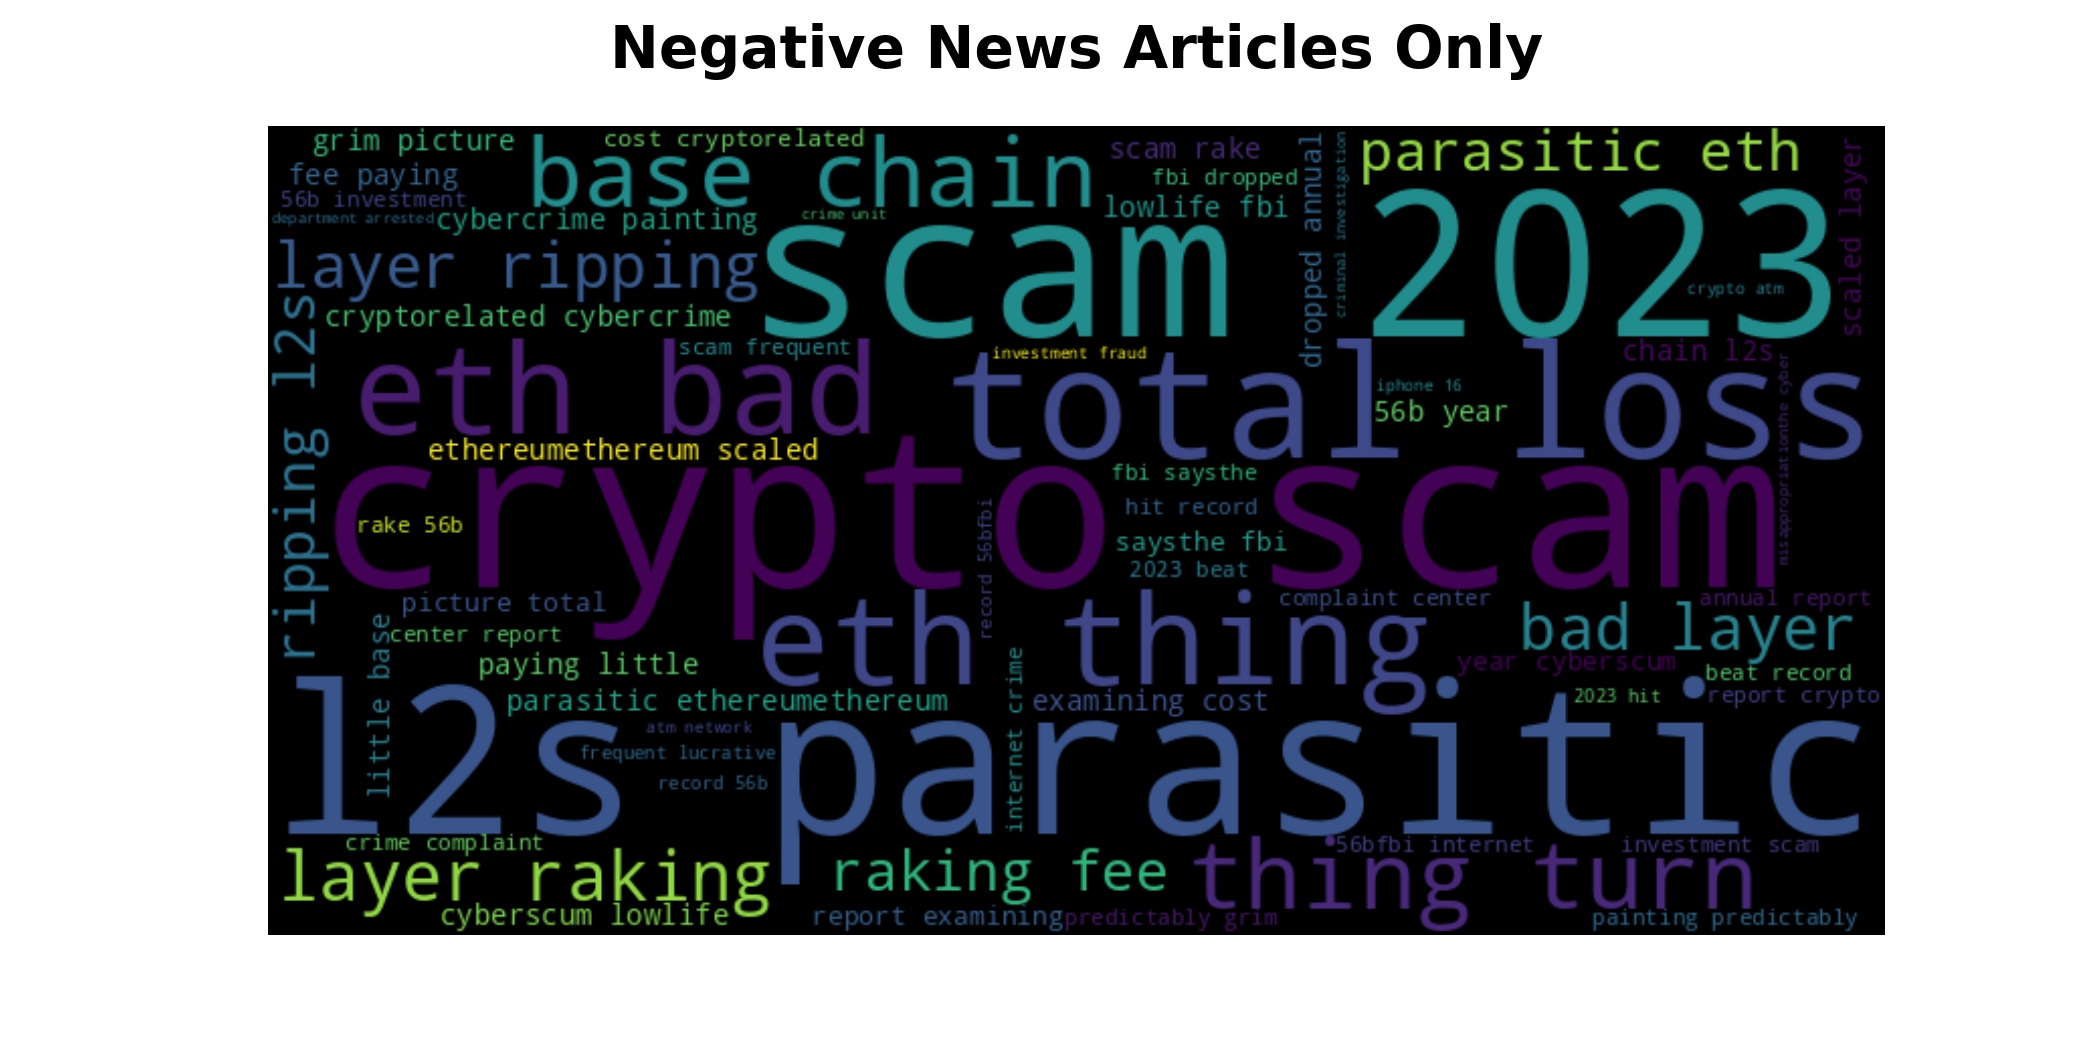 Negative News Articles Only
grim picture
cost cryptorelated
base chain
scam rake
parasitic eth
fee paying
fbi dropped
56b investment
lowlife fbi
department arrested
cybercrime painting
crime unit
dropped annual
criminal investigation
scaled layer
scam 2023
layer ripping
crypto atm
cryptorelated cybercrime
ripping l2s
eth bad
scam frequent
investment fraud
total loss
chain l2s
iphone 16
56b year
misappropriationthe cyber
ethereumethereum scaled
crypto scam
fbi saysthe
rake 56b
hit record
record 56bfbi
saysthe fbi
2023 beat
picture total
eth thing
complaint center
annual report
center report
little base
bad layer
paying little
year cyberscum
beat record
parasitic ethereumethereum
internet crime
examining cost
2023 hit
report crypto
l2s parasitic
atm network
frequent lucrative
record 56b
crime complaint
56bfbi internet
investment scam
layer raking
raking fee
thing turn
cyberscum lowlife
report examining
predictably grim
painting predictably